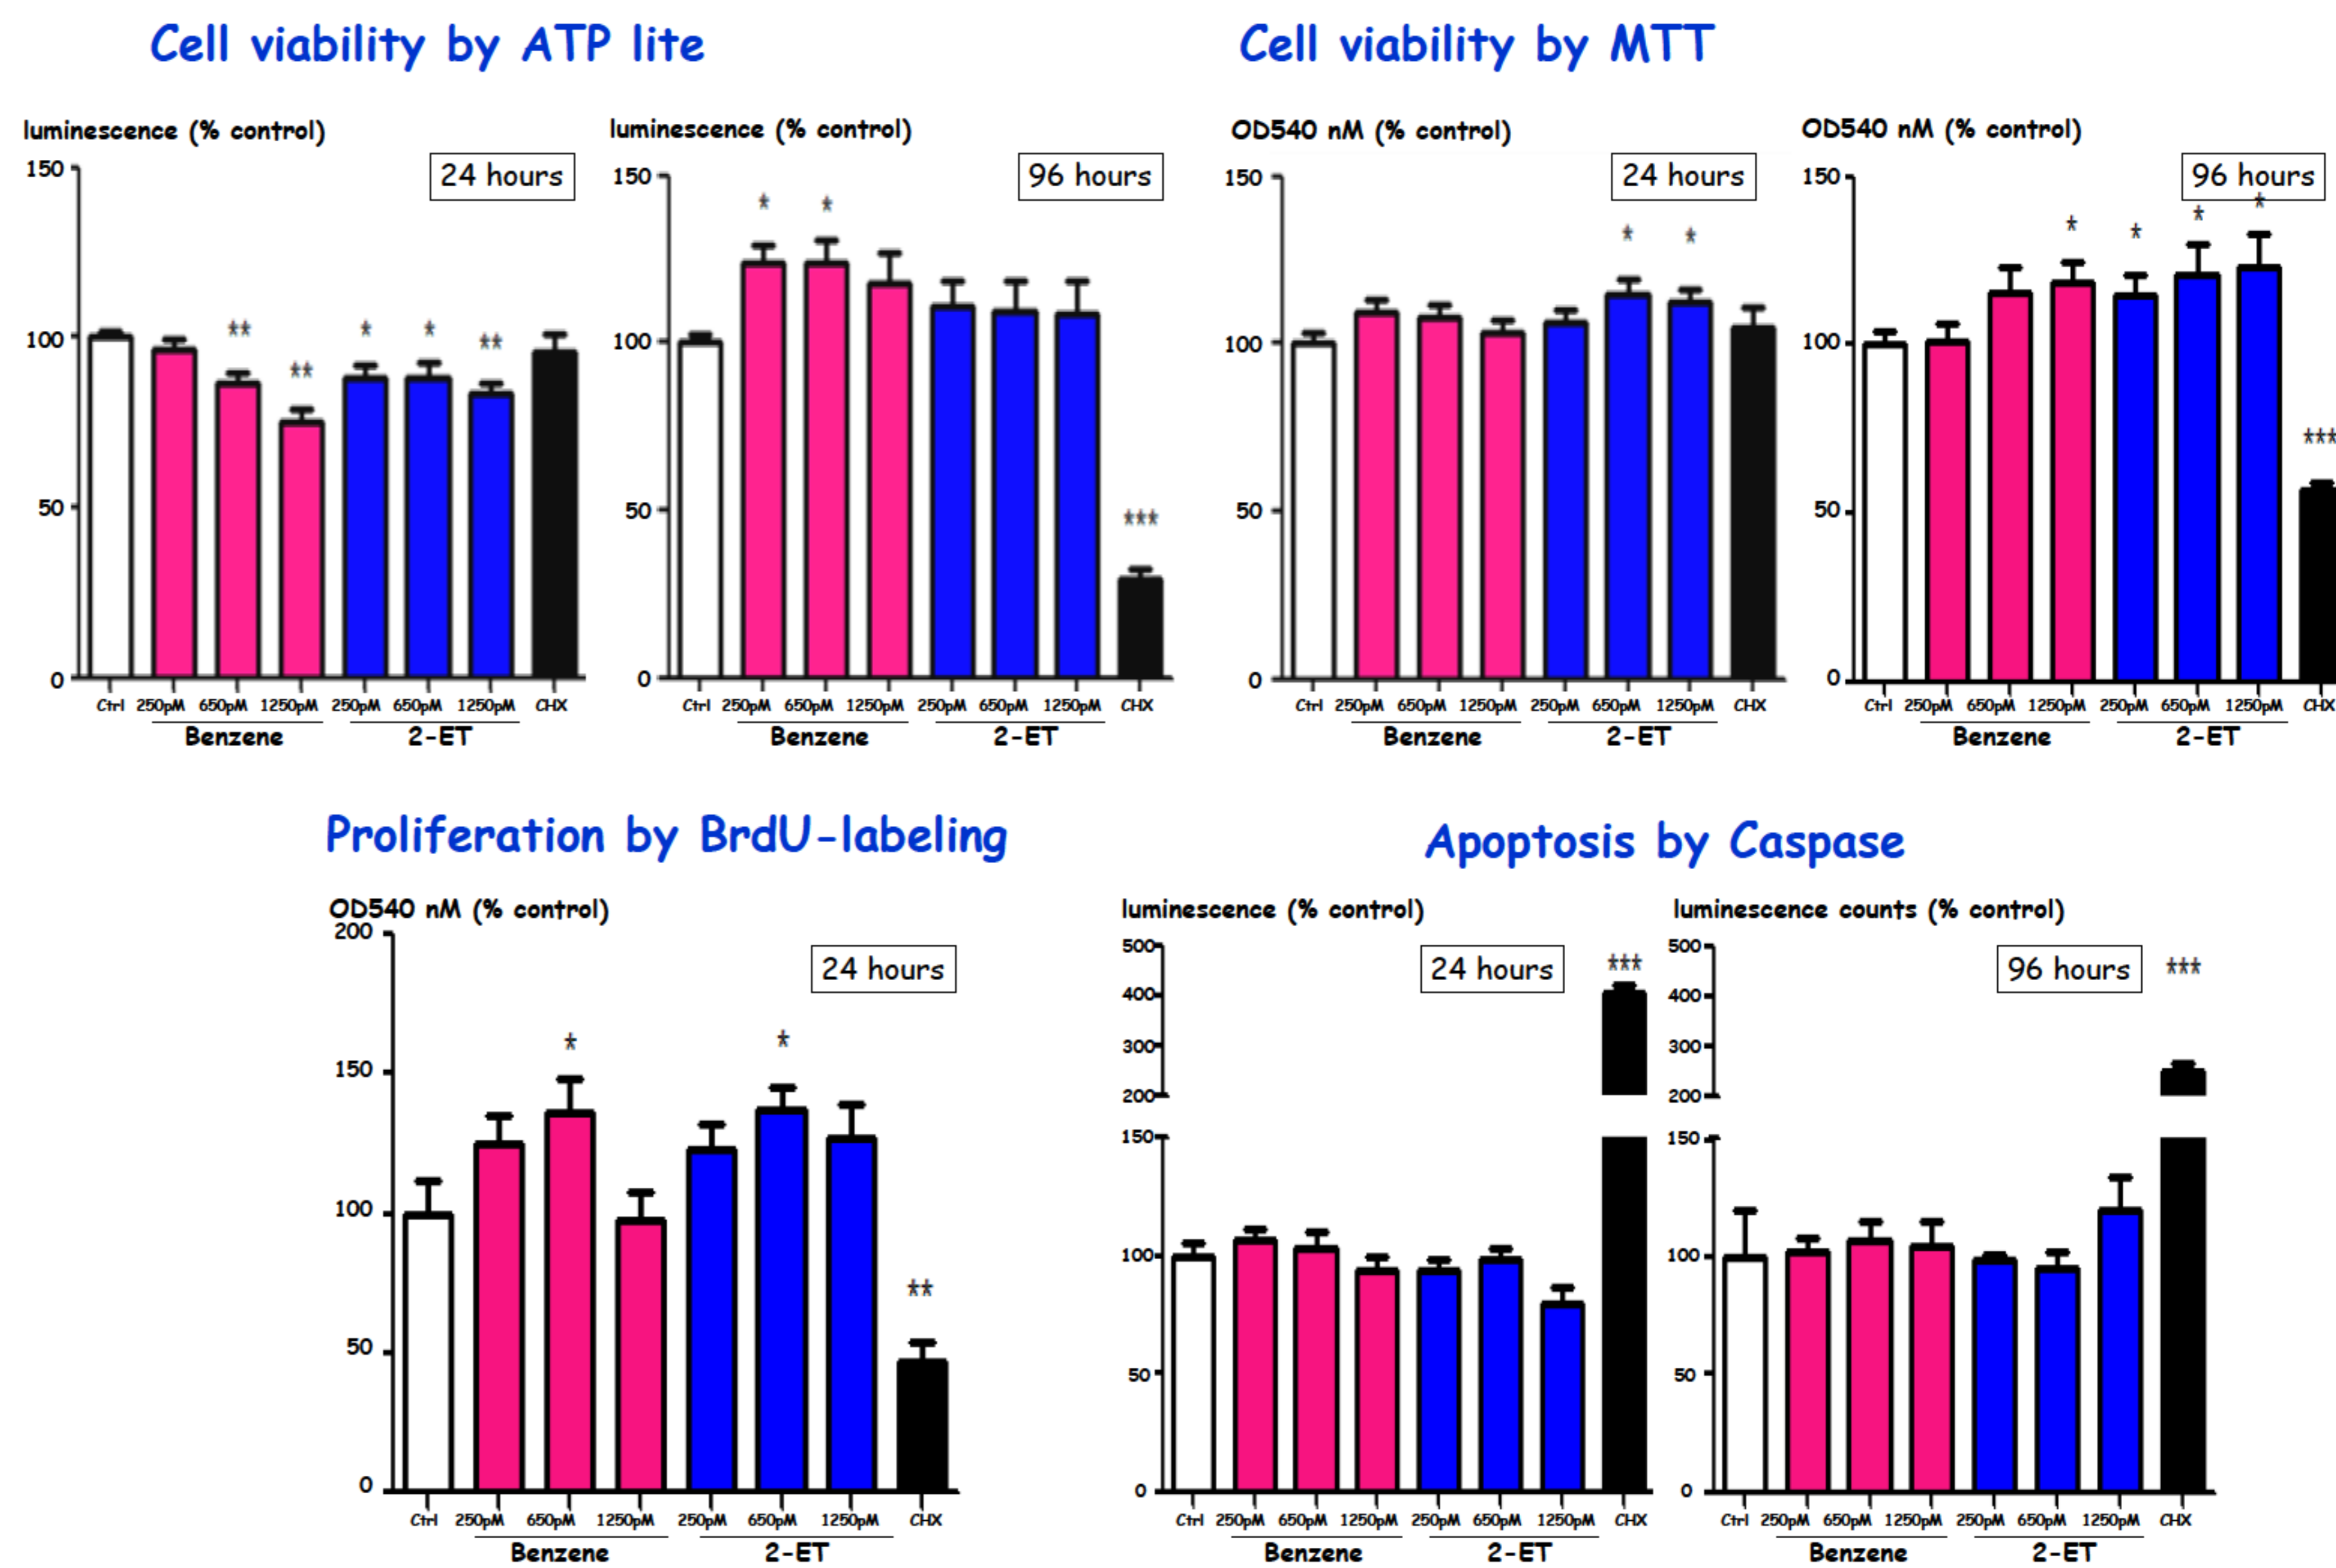 Cell viability by ATP lite
luminescence (% control)
24 hours
150
100
50
0
** ** * * **
Ctrl 250pM 650pM 1250pM 250pM 650pM 1250pM CHX
Benzene 2-ET
luminescence (% control)
96 hours
150
100
50
0
* * ***
Ctrl 250pM 650pM 1250pM 250pM 650pM 1250pM CHX
Benzene 2-ET
Cell viability by MTT
OD540 nM (% control)
24 hours
150
100
50
0
* *
Ctrl 250pM 650pM 1250pM 250pM 650pM 1250pM CHX
Benzene 2-ET
OD540 nM (% control)
96 hours
150
100
50
0
* * * * ***
Ctrl 250pM 650pM 1250pM 250pM 650pM 1250pM CHX
Benzene 2-ET
Proliferation by BrdU-labeling
OD540 nM (% control)
24 hours
200
150
100
50
0
* * **
Ctrl 250pM 650pM 1250pM 250pM 650pM 1250pM CHX
Benzene 2-ET
Apoptosis by Caspase
luminescence (% control)
24 hours
500
400
300
200
150
100
50
0
***
Ctrl 250pM 650pM 1250pM 250pM 650pM 1250pM CHX
Benzene 2-ET
luminescence counts (% control)
96 hours
500
400
300
200
150
100
50
0
***
Ctrl 250pM 650pM 1250pM 250pM 650pM 1250pM CHX
Benzene 2-ET